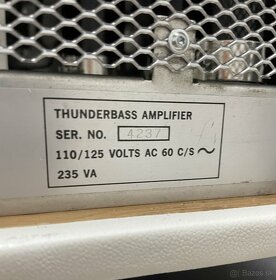 THUNDERBASS AMPLIFIER
SER. NO. 4237
110/125 VOLTS AC 60 C/S ~
235 VA